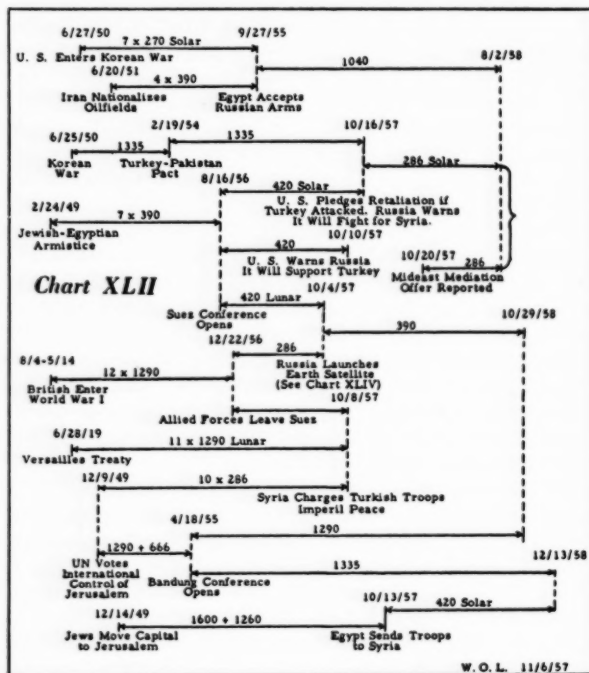 6/27/50 7 x 270 Solar 9/27/55
U. S. Enters Korean War 1040 8/2/58
6/20/51 4 x 390
Iran Nationalizes Egypt Accepts
Oilfields Russian Arms
2/19/54 1335 10/16/57
6/25/50 1335
Korean Turkey-Pakistan 286 Solar
War Pact
8/16/56 420 Solar
U. S. Pledges Retaliation if
2/24/49 7 x 390 Turkey Attacked. Russia Warns
Jewish-Egyptian It Will Fight for Syria.
Armistice 10/10/57
420 10/20/57
U. S. Warns Russia 286
It Will Support Turkey Mideast Mediation
Offer Reported
Chart XLII
420 Lunar 10/4/57
Suez Conference 390 10/29/58
Opens
12/22/56 286
8/4-5/14 12 x 1290 Russia Launches
British Enter Earth Satellite
World War I (See Chart XLIV)
10/8/57
Allied Forces Leave Suez
6/28/19 11 x 1290 Lunar
Versailles Treaty
12/9/49 10 x 286
Syria Charges Turkish Troops
Imperil Peace
4/18/55 1290
1290 + 666 1335 12/13/58
UN Votes
International Bandung Conference
Control of Opens
Jerusalem
10/13/57 420 Solar
12/14/49 1600 + 1260
Jews Move Capital Egypt Sends Troops
to Jerusalem to Syria
W. O. L. 11/6/57